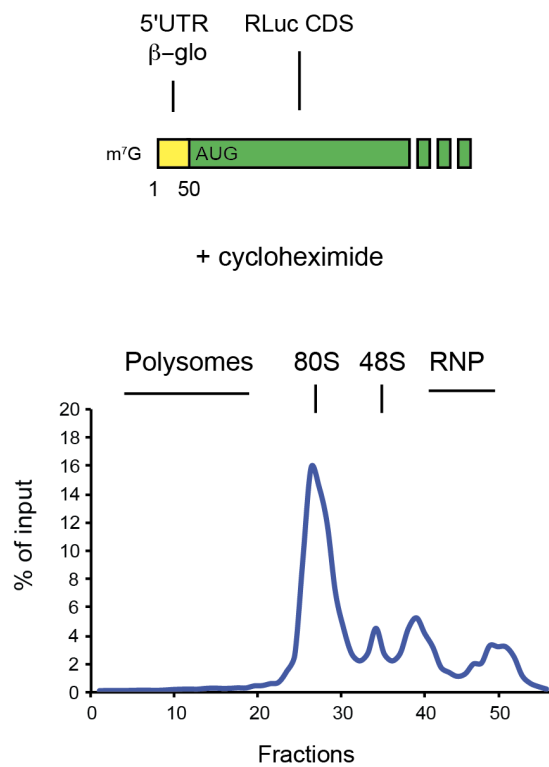 5'UTR RLuc CDS
β–glo
m⁷G AUG
1 50
+ cycloheximide
Polysomes 80S 48S RNP
20
18
16
14
12
10
8
6
4
2
0
% of input
0 10 20 30 40 50
Fractions